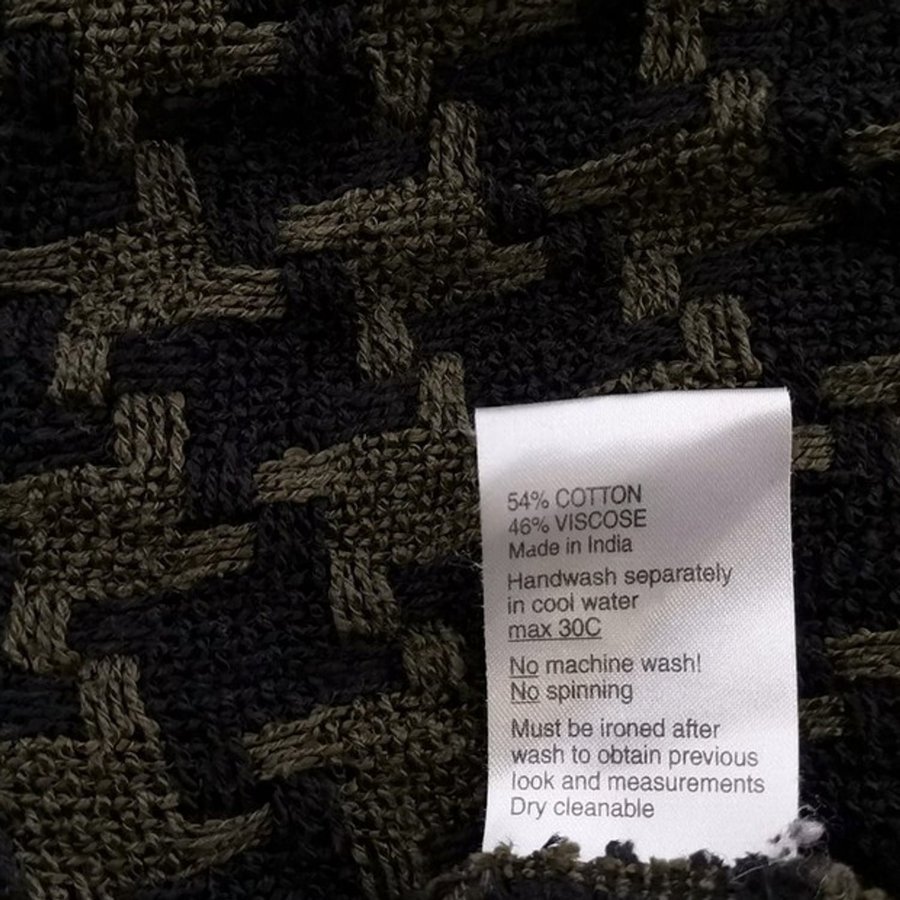 54% COTTON
46% VISCOSE
Made in India
Handwash separately
in cool water
max 30C
No machine wash!
No spinning
Must be ironed after
wash to obtain previous
look and measurements
Dry cleanable